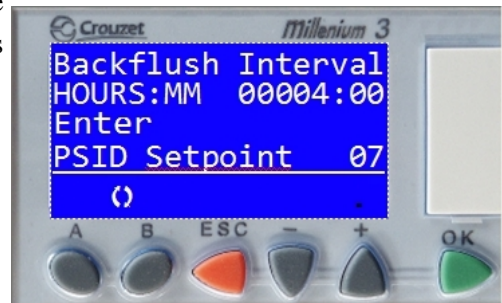 Crouzet Millenium 3
Backflush Interval
HOURS:MM 00004:00
Enter
PSID Setpoint 07
A B ESC - + OK